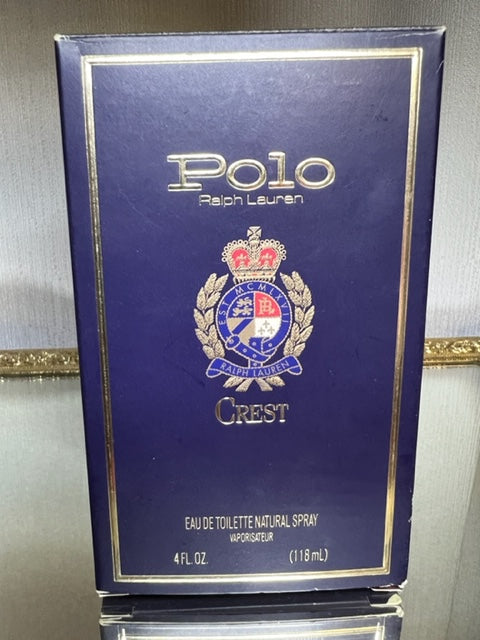 Polo
Ralph Lauren
EST MCMLXVII
RALPH LAUREN
CREST
EAU DE TOILETTE NATURAL SPRAY
VAPORISATEUR
4 FL. OZ. (118 mL)